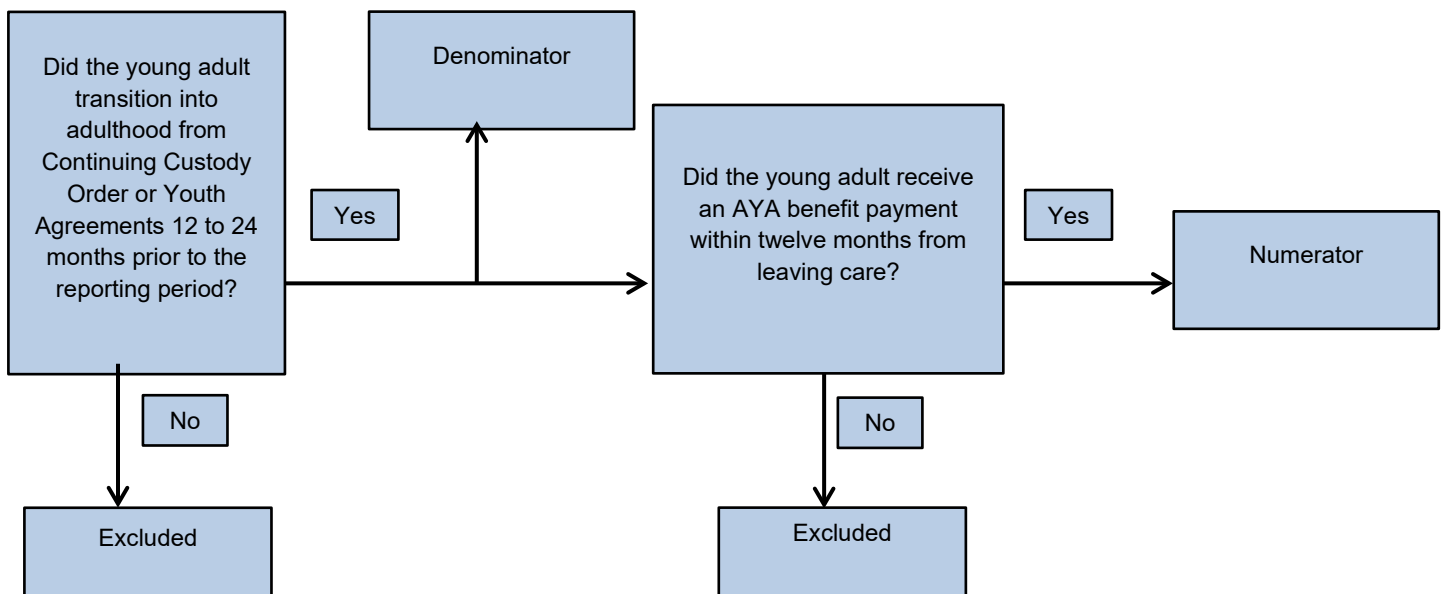 Did the young adult
transition into
adulthood from
Continuing Custody
Order or Youth
Agreements 12 to 24
months prior to the
reporting period?
Yes
No
Excluded
Denominator
Did the young adult receive
an AYA benefit payment
within twelve months from
leaving care?
Yes
No
Excluded
Numerator